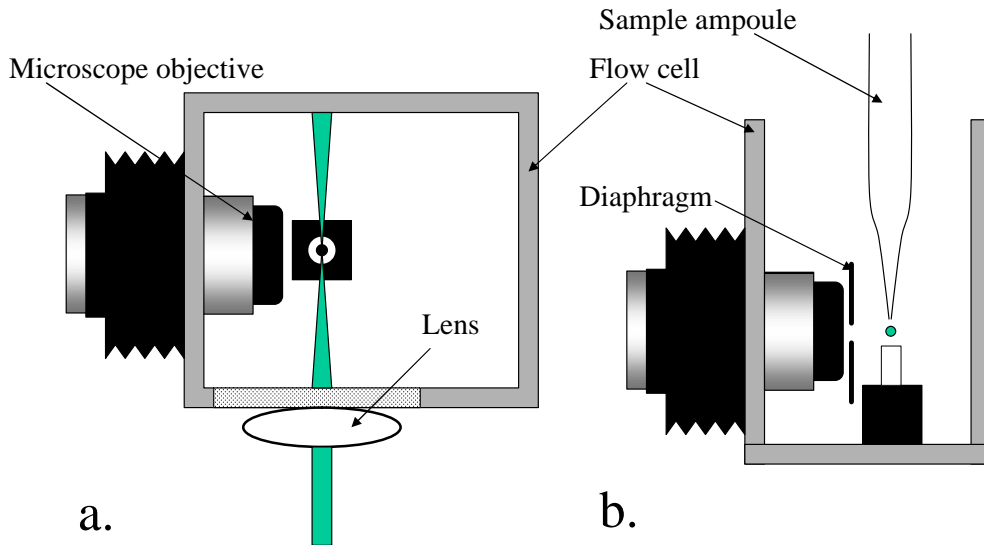 Sample ampoule
Microscope objective
Flow cell
Diaphragm
Lens
a.
b.